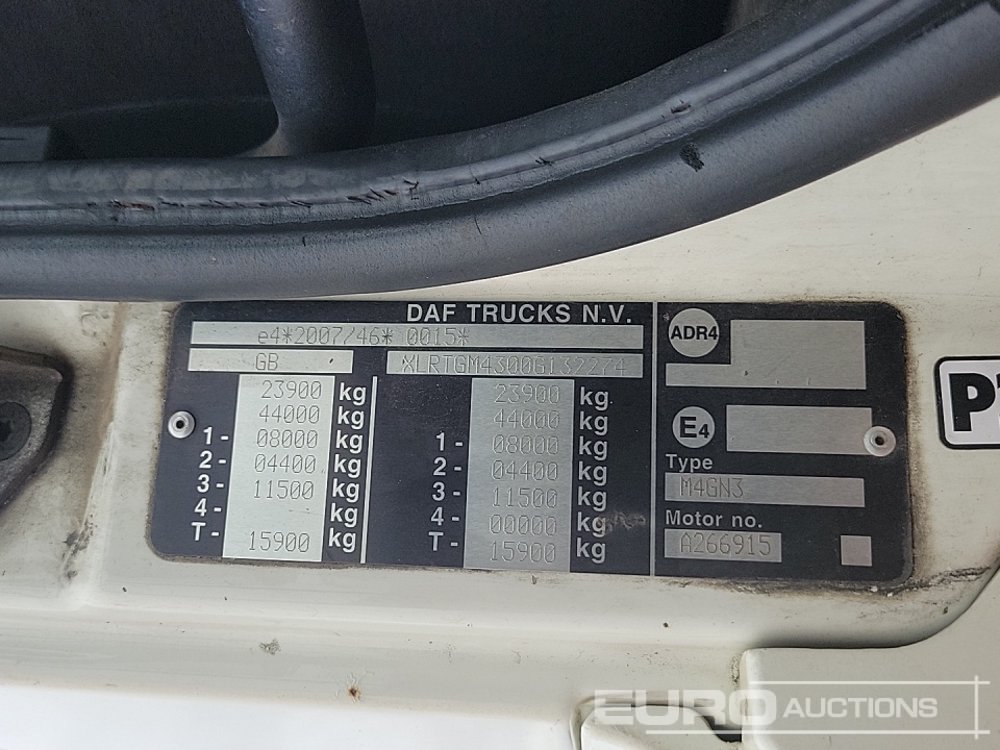 DAF TRUCKS N.V.
e4*2007/46* 0015*
GB XLRTGM4300G137274
23900 kg 23900 kg
44000 kg 44000 kg
1- 08000 kg 1- 08000 kg
2- 04400 kg 2- 04400 kg
3- 11500 kg 3- 11500 kg
4- kg 4- 00000 kg
T- 15900 kg T- 15900 kg
ADR4
E4
Type
M4GN3
Motor no.
A266915
EURO AUCTIONS